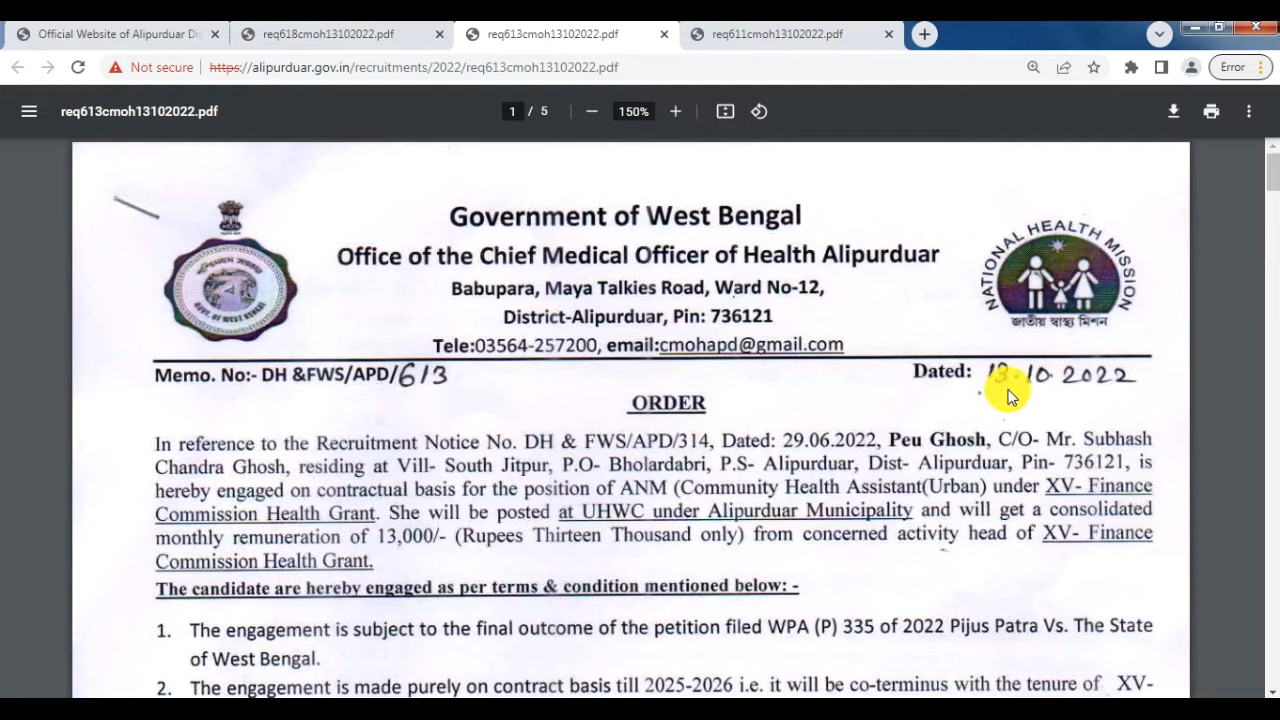 Official Website of Alipurduar Di
req618cmoh13102022.pdf
req613cmoh13102022.pdf
req611cmoh13102022.pdf
Not secure
https://alipurduar.gov.in/recruitments/2022/req613cmoh13102022.pdf
Error
req613cmoh13102022.pdf
1 / 5
150%
Government of West Bengal
Office of the Chief Medical Officer of Health Alipurduar
Babupara, Maya Talkies Road, Ward No-12,
District-Alipurduar, Pin: 736121
Tele:03564-257200, email:cmohapd@gmail.com
GOVT. OF WEST BENGAL
NATIONAL HEALTH MISSION
জাতীয় স্বাস্থ্য মিশন
Memo. No:- DH &FWS/APD/613
Dated: 13.10.2022
ORDER
In reference to the Recruitment Notice No. DH & FWS/APD/314, Dated: 29.06.2022, Peu Ghosh, C/O- Mr. Subhash
Chandra Ghosh, residing at Vill- South Jitpur, P.O- Bholardabri, P.S- Alipurduar, Dist- Alipurduar, Pin- 736121, is
hereby engaged on contractual basis for the position of ANM (Community Health Assistant(Urban) under XV- Finance
Commission Health Grant. She will be posted at UHWC under Alipurduar Municipality and will get a consolidated
monthly remuneration of 13,000/- (Rupees Thirteen Thousand only) from concerned activity head of XV- Finance
Commission Health Grant.
The candidate are hereby engaged as per terms & condition mentioned below: -
1. The engagement is subject to the final outcome of the petition filed WPA (P) 335 of 2022 Pijus Patra Vs. The State
of West Bengal.
2. The engagement is made purely on contract basis till 2025-2026 i.e. it will be co-terminus with the tenure of XV-